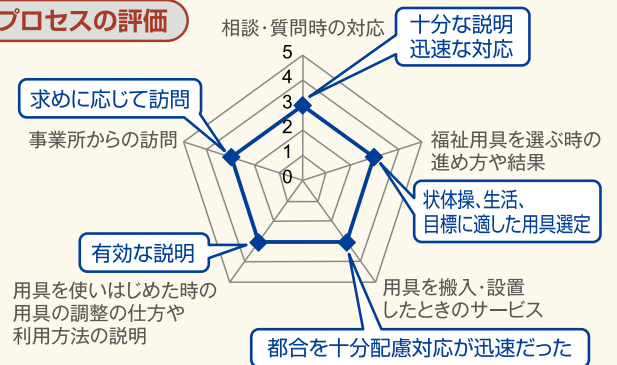 プロセスの評価
相談・質問時の対応
十分な説明
迅速な対応
5
4
3
2
1
0
求めに応じて訪問
事業所からの訪問
福祉用具を選ぶ時の
進め方や結果
状体操、生活、
目標に適した用具選定
有効な説明
用具を使いはじめた時の
用具の調整の仕方や
利用方法の説明
用具を搬入・設置
したときのサービス
都合を十分配慮対応が迅速だった